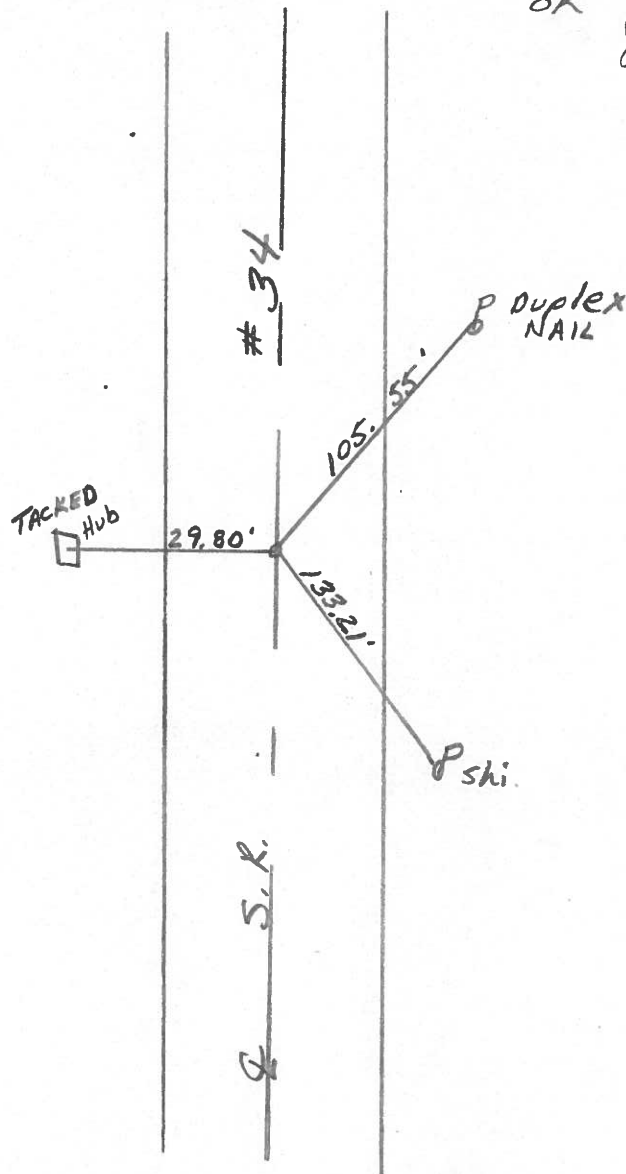 # 34
P Duplex
NAIL
105.55'
TACKED
Hub
29.80'
133.21'
P Shi.
℄ S. R.